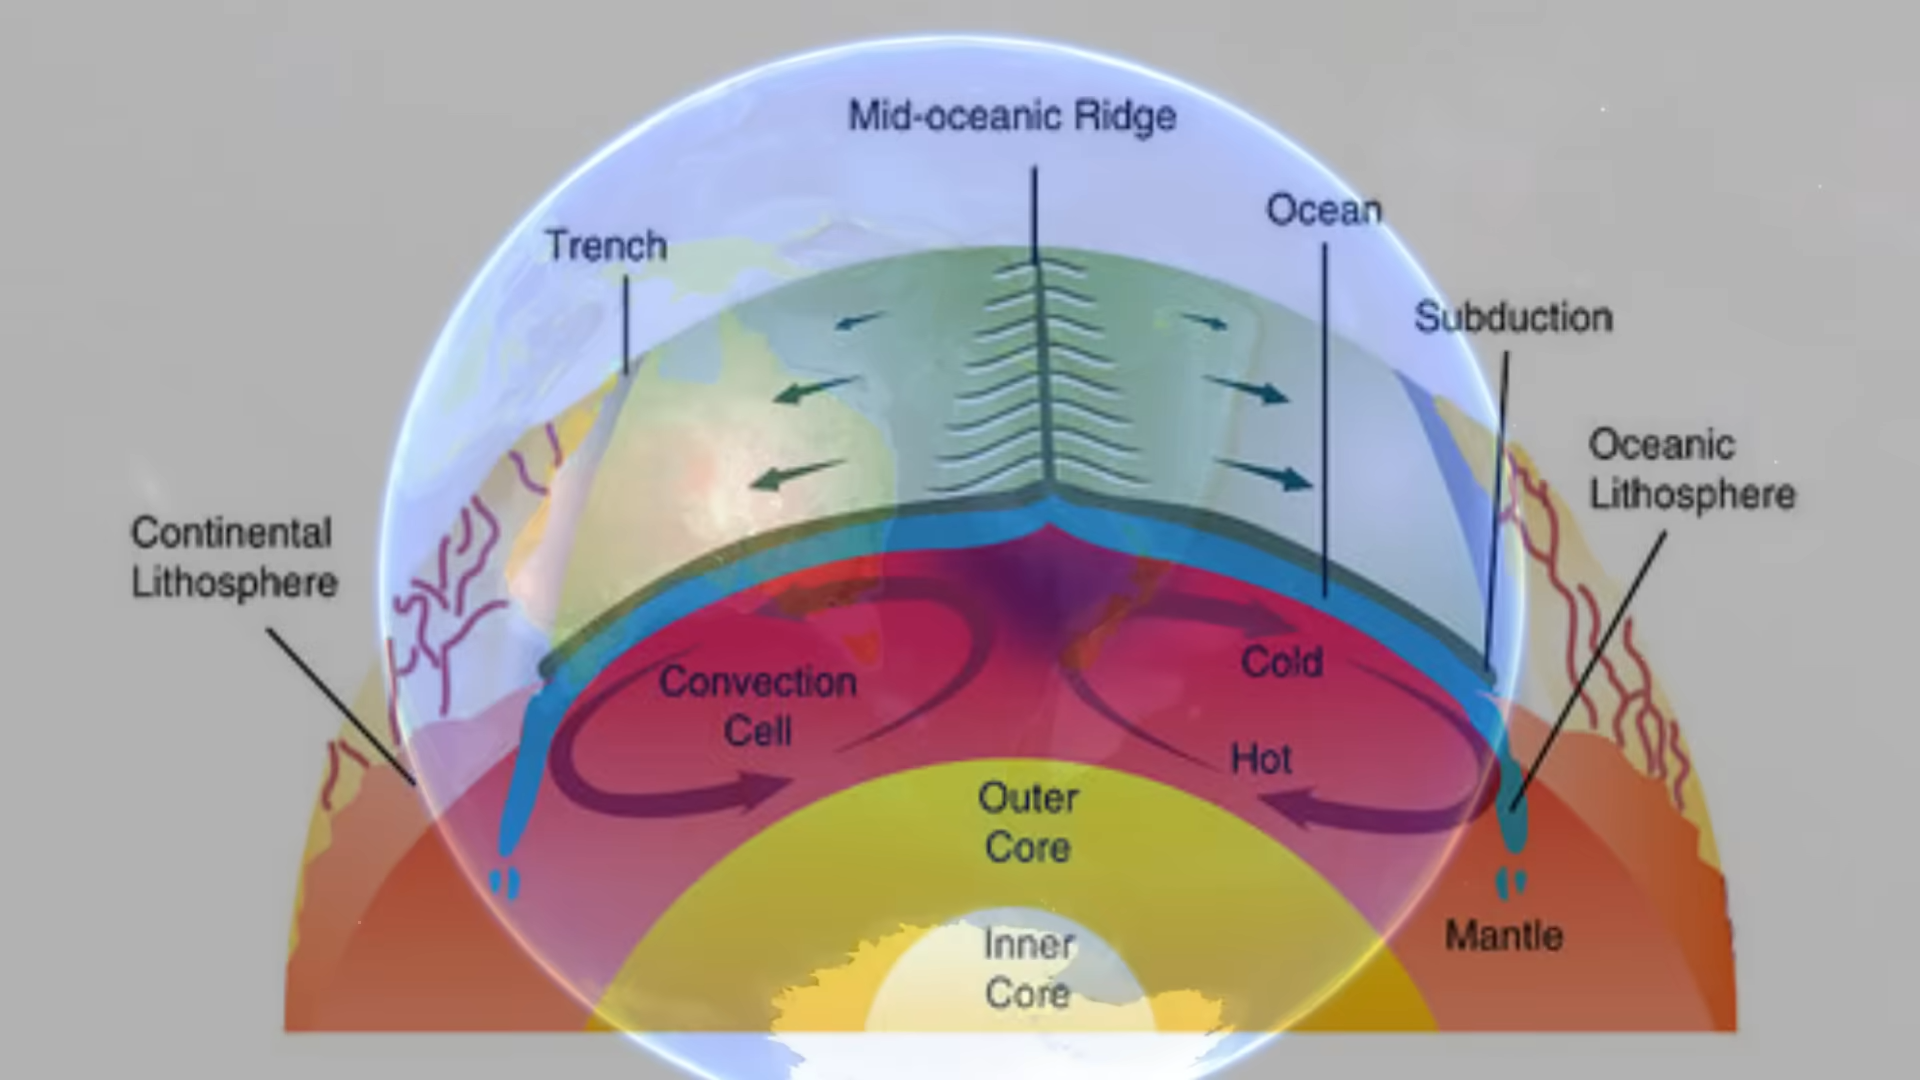 Mid-oceanic Ridge
Ocean
Trench
Subduction
Oceanic
Lithosphere
Continental
Lithosphere
Convection
Cell
Cold
Hot
Outer
Core
Inner
Core
Mantle